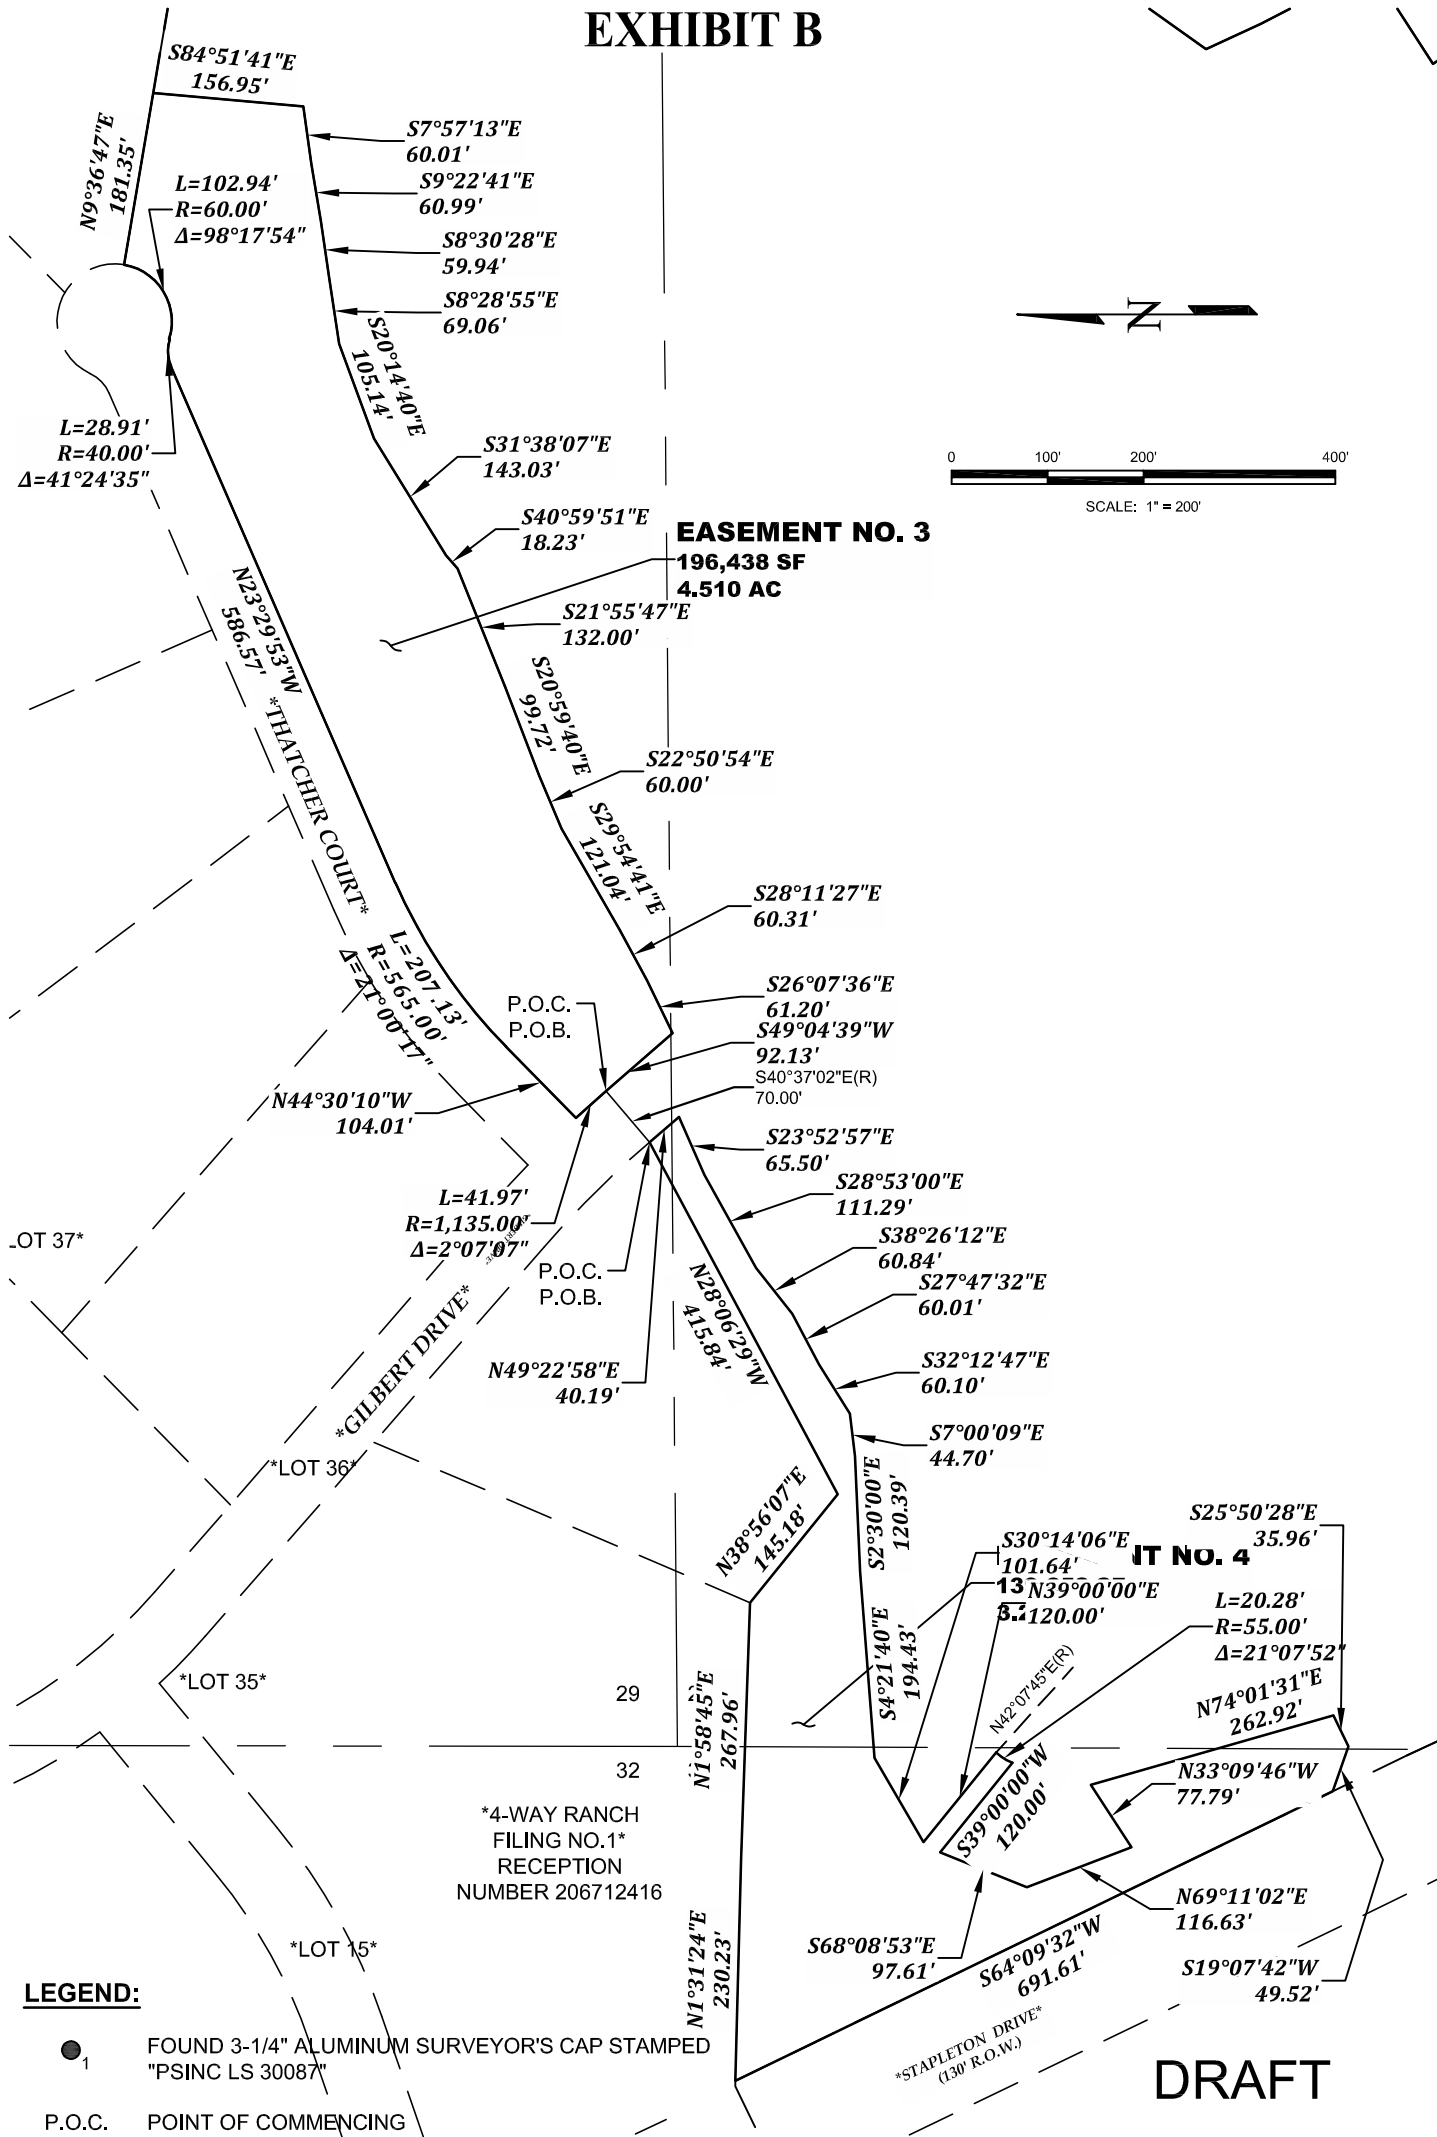 EXHIBIT B
S84°51'41"E
156.95'
N9°36'47"E
181.35'
S7°57'13"E
60.01'
L=102.94'
R=60.00'
Δ=98°17'54"
S9°22'41"E
60.99'
S8°30'28"E
59.94'
S8°28'55"E
69.06'
N
S20°14'40"E
105.14'
L=28.91'
R=40.00'
Δ=41°24'35"
S31°38'07"E
143.03'
0 100' 200' 400'
SCALE: 1" = 200'
S40°59'51"E
18.23'
EASEMENT NO. 3
196,438 SF
4.510 AC
N23°29'53"W
586.57'
S21°55'47"E
132.00'
S20°59'40"E
99.72'
*THATCHER COURT*
S22°50'54"E
60.00'
S29°54'41"E
121.04'
S28°11'27"E
60.31'
L=207.13'
R=565.00'
Δ=21°00'17"
S26°07'36"E
61.20'
P.O.C.
P.O.B.
S49°04'39"W
92.13'
S40°37'02"E(R)
70.00'
N44°30'10"W
104.01'
S23°52'57"E
65.50'
L=41.97'
R=1,135.00'
Δ=2°07'07"
S28°53'00"E
111.29'
OT 37*
S38°26'12"E
60.84'
P.O.C.
P.O.B.
S27°47'32"E
60.01'
*GILBERT DRIVE*
N28°06'29"W
415.84'
N49°22'58"E
40.19'
S32°12'47"E
60.10'
S7°00'09"E
44.70'
*LOT 36*
N38°56'07"E
145.18'
S2°30'00"E
120.39'
S25°50'28"E
35.96'
S30°14'06"E
101.64'
NT NO. 4
13
3.
N39°00'00"E
120.00'
L=20.28'
R=55.00'
Δ=21°07'52"
S4°21'40"E
194.43'
N42°07'45"E(R)
*LOT 35*
29
N1°58'45"E
267.96'
N74°01'31"E
262.92'
32
S39°00'00"W
120.00'
N33°09'46"W
77.79'
*4-WAY RANCH
FILING NO.1*
RECEPTION
NUMBER 206712416
N69°11'02"E
116.63'
*LOT 15*
N1°31'24"E
230.23'
S68°08'53"E
97.61'
S64°09'32"W
691.61'
S19°07'42"W
49.52'
*STAPLETON DRIVE*
(130' R.O.W.)
LEGEND:
1 FOUND 3-1/4" ALUMINUM SURVEYOR'S CAP STAMPED
"PSINC LS 30087"
P.O.C. POINT OF COMMENCING
DRAFT